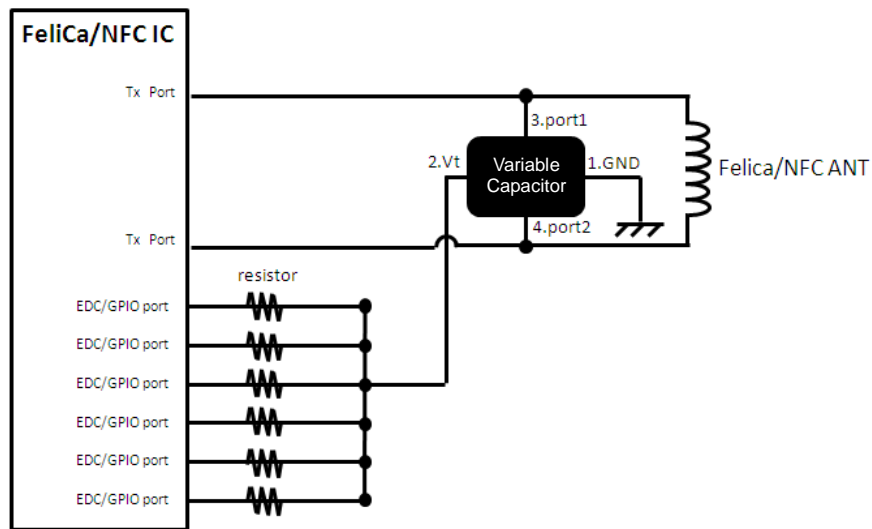 FeliCa/NFC IC
Tx Port
3.port1
2.Vt
Variable
Capacitor
1.GND
Felica/NFC ANT
4.port2
Tx Port
resistor
EDC/GPIO port
EDC/GPIO port
EDC/GPIO port
EDC/GPIO port
EDC/GPIO port
EDC/GPIO port